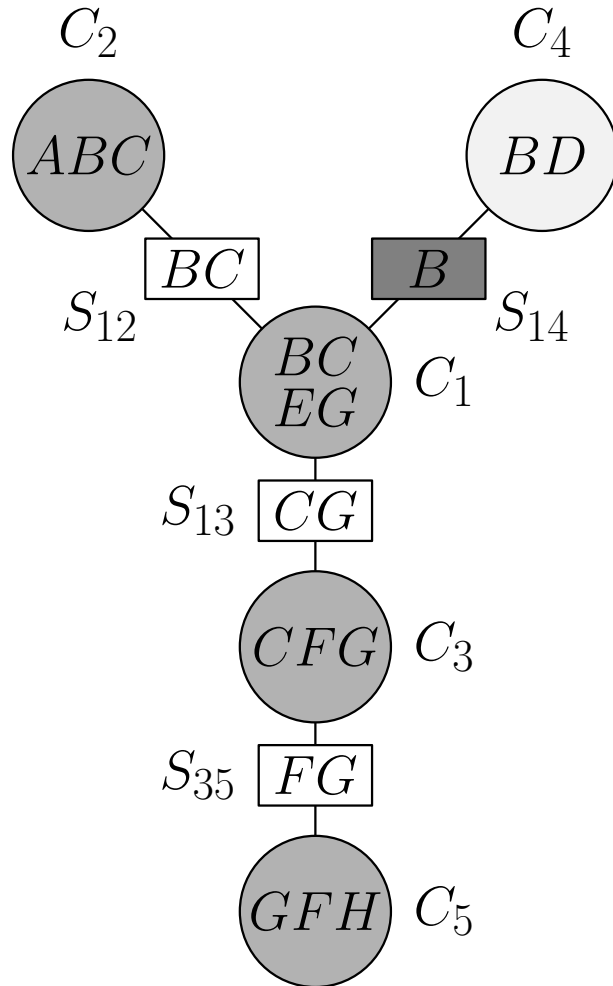 C₂
C₄
ABC
BD
BC
B
S₁₂
S₁₄
BC
EG
C₁
S₁₃
CG
CFG
C₃
S₃₅
FG
GFH
C₅